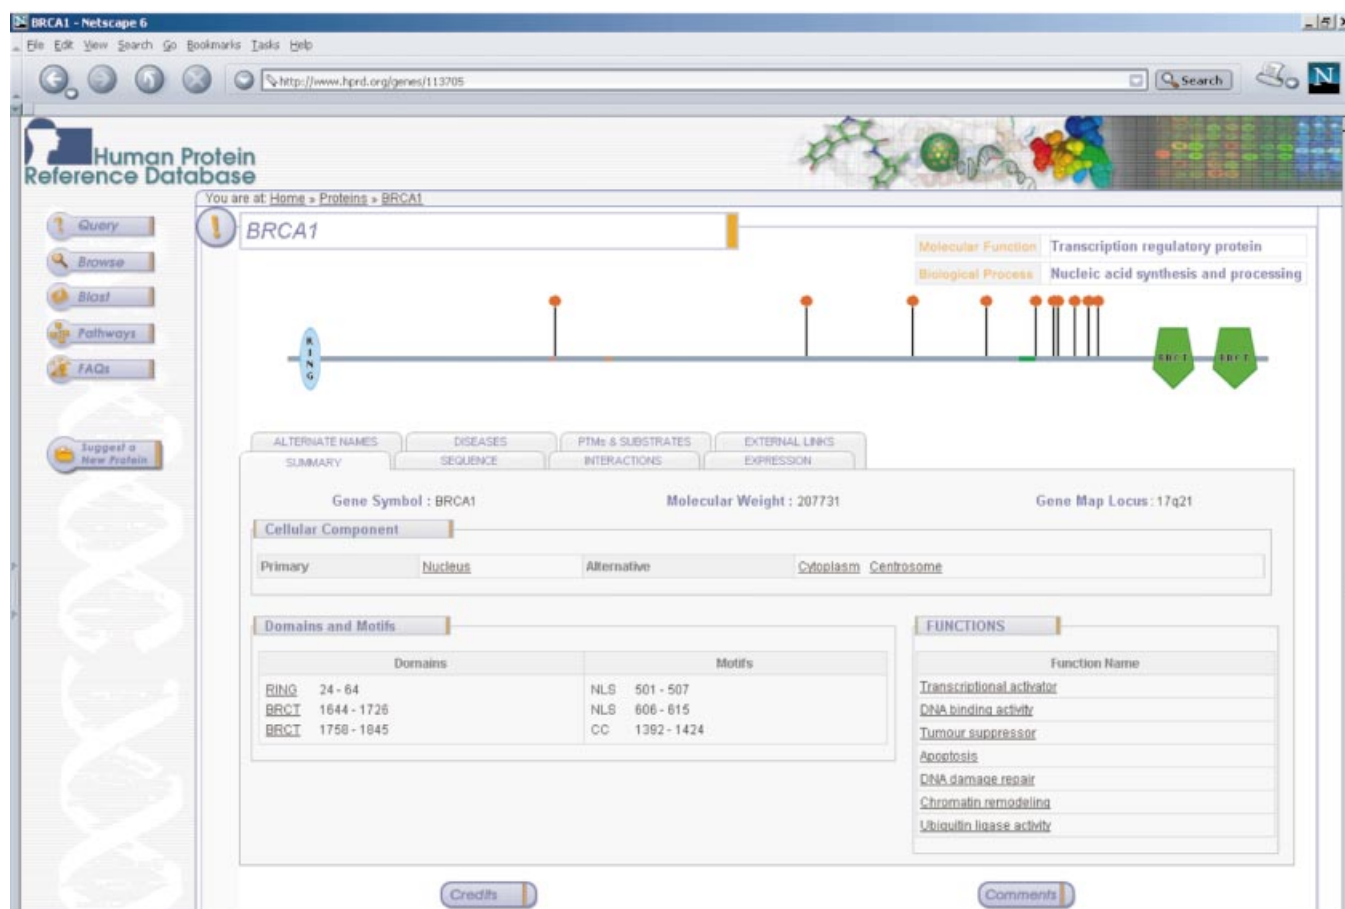 BRCA1 - Netscape 6
File Edit View Search Go Bookmarks Tasks Help
http://www.hprd.org/genes/113705
Search
N
Human Protein
Reference Database
You are at: Home » Proteins » BRCA1
Query
Browse
Blast
Pathways
FAQs
Suggest a
New Protein
BRCA1
Molecular Function Transcription regulatory protein
Biological Process Nucleic acid synthesis and processing
RING
BRCT BRCT
ALTERNATE NAMES DISEASES PTMs & SUBSTRATES EXTERNAL LINKS
SUMMARY SEQUENCE INTERACTIONS EXPRESSION
Gene Symbol : BRCA1 Molecular Weight : 207731 Gene Map Locus : 17q21
Cellular Component
Primary Nucleus Alternative Cytoplasm Centrosome
Domains and Motifs
Domains Motifs
RING 24 - 64 NLS 501 - 507
BRCT 1644 - 1726 NLS 606 - 615
BRCT 1758 - 1845 CC 1392 - 1424
FUNCTIONS
Function Name
Transcriptional activator
DNA binding activity
Tumour suppressor
Apoptosis
DNA damage repair
Chromatin remodeling
Ubiquitin ligase activity
Credits Comments